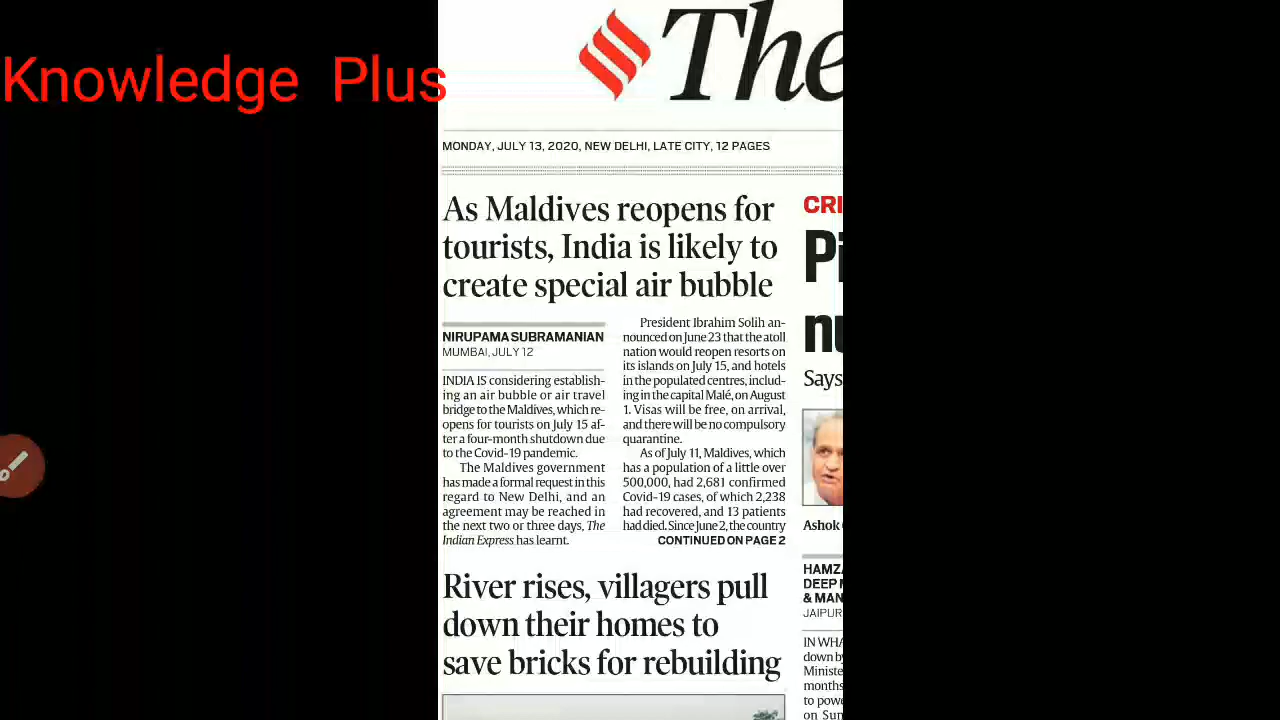 Knowledge Plus
The
MONDAY, JULY 13, 2020, NEW DELHI, LATE CITY, 12 PAGES
As Maldives reopens for
tourists, India is likely to
create special air bubble
NIRUPAMA SUBRAMANIAN
MUMBAI, JULY 12
INDIA IS considering establish-
ing an air bubble or air travel
bridge to the Maldives, which re-
opens for tourists on July 15 af-
ter a four-month shutdown due
to the Covid-19 pandemic.
The Maldives government
has made a formal request in this
regard to New Delhi, and an
agreement may be reached in
the next two or three days, The
Indian Express has learnt.
President Ibrahim Solih an-
nounced on June 23 that the atoll
nation would reopen resorts on
its islands on July 15, and hotels
in the populated centres, includ-
ing in the capital Malé, on August
1. Visas will be free, on arrival,
and there will be no compulsory
quarantine.
As of July 11, Maldives, which
has a population of a little over
500,000, had 2,681 confirmed
Covid-19 cases, of which 2,238
had recovered, and 13 patients
had died. Since June 2, the country
CONTINUED ON PAGE 2
River rises, villagers pull
down their homes to
save bricks for rebuilding
CRI
Pi
nu
Says
Ashok
HAMZA
DEEP
& MAN
JAIPUR
IN WHA
down by
Ministe
months
to powe
on Sun